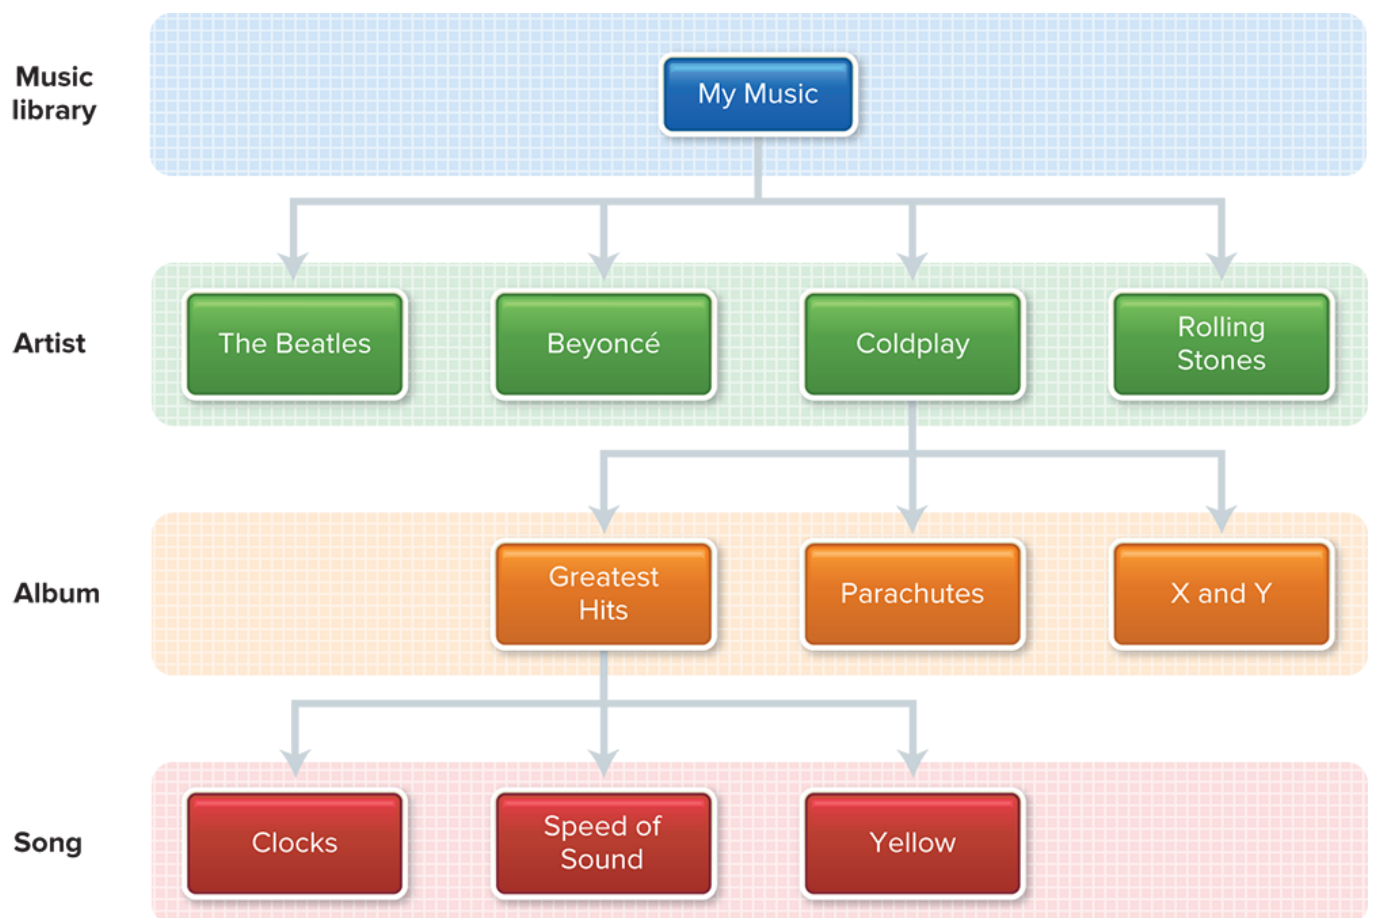 Music
library
My Music
Artist
The Beatles
Beyoncé
Coldplay
Rolling
Stones
Album
Greatest
Hits
Parachutes
X and Y
Song
Clocks
Speed of
Sound
Yellow